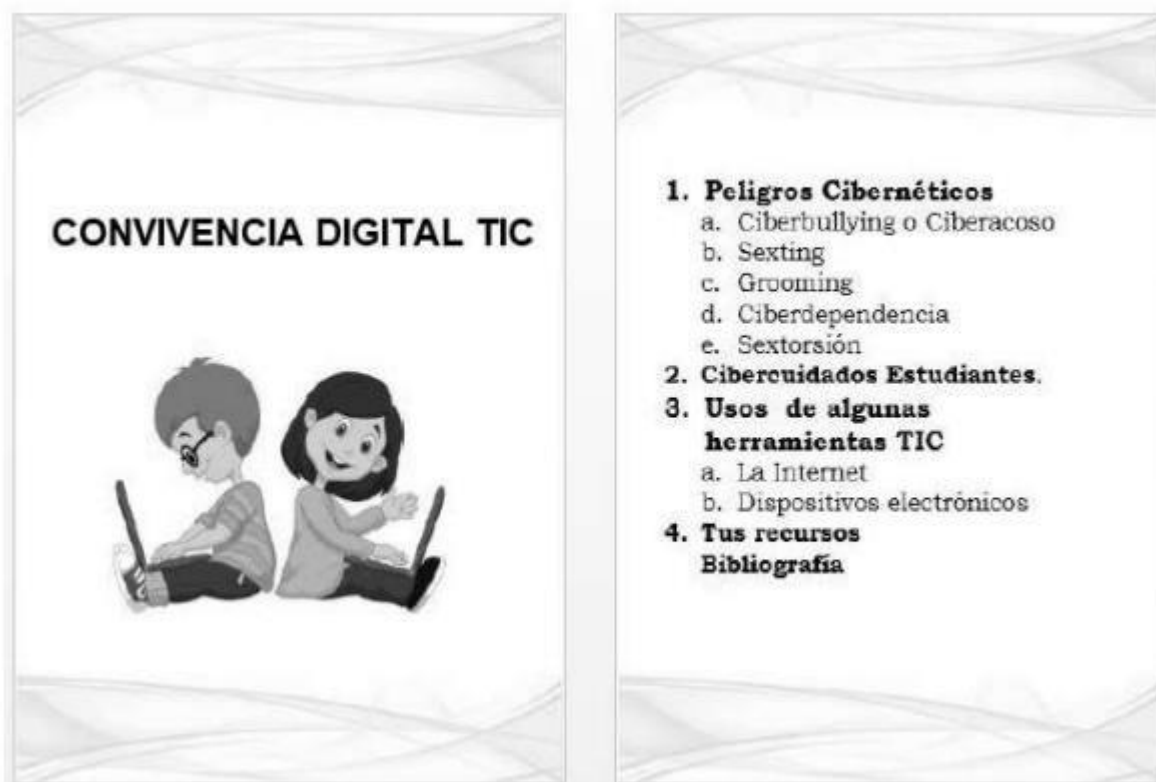 CONVIVENCIA DIGITAL TIC
1. Peligros Cibernéticos
a. Ciberbullying o Ciberacoso
b. Sexting
c. Grooming
d. Ciberdependencia
e. Sextorsión
2. Cibercuidados Estudiantes.
3. Usos de algunas
herramientas TIC
a. La Internet
b. Dispositivos electrónicos
4. Tus recursos
Bibliografía